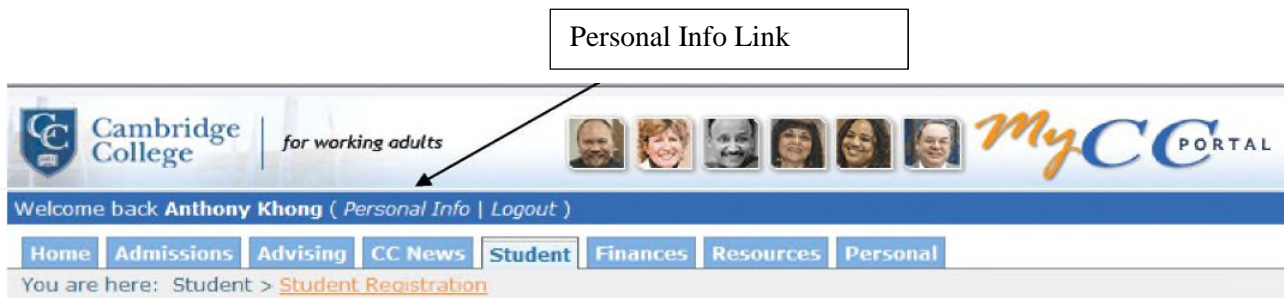 Personal Info Link
CC
Cambridge
College
for working adults
MyCC PORTAL
Welcome back Anthony Khong ( Personal Info | Logout )
Home Admissions Advising CC News Student Finances Resources Personal
You are here: Student > Student Registration